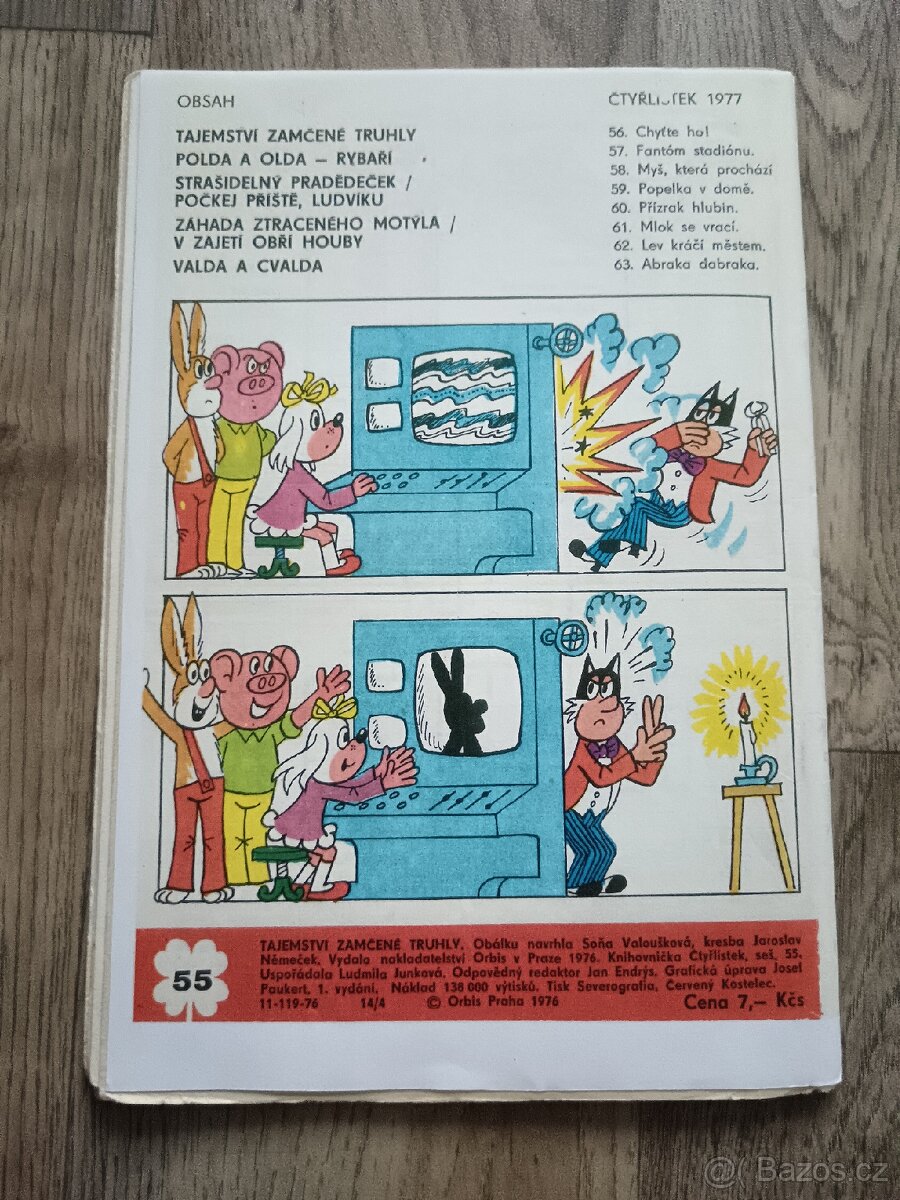 OBSAH
TAJEMSTVÍ ZAMČENÉ TRUHLY
POLDA A OLDA – RYBAŘÍ
STRAŠIDELNÝ PRADĚDEČEK /
POČKEJ PŘÍŠTĚ, LUDVÍKU
ZÁHADA ZTRACENÉHO MOTÝLA /
V ZAJETÍ OBŘÍ HOUBY
VALDA A CVALDA
ČTYŘLÍSTEK 1977
56. Chyťte ho!
57. Fantóm stadiónu.
58. Myš, která prochází
59. Popelka v domě.
60. Přízrak hlubin.
61. Mlok se vrací.
62. Lev kráčí městem.
63. Abraka dabraka.
55
TAJEMSTVÍ ZAMČENÉ TRUHLY. Obálku navrhla Soňa Valoušková, kresba Jaroslav
Němeček. Vydalo nakladatelství Orbis v Praze 1976. Knihovnička Čtyřlístek, seš. 55.
Uspořádala Ludmila Junková. Odpovědný redaktor Jan Endrýs. Grafická úprava Josef
Paukert. 1. vydání. Náklad 138 000 výtisků. Tisk Severografia, Červený Kostelec.
11-119-76 14/4 © Orbis Praha 1976 Cena 7,– Kčs
@ Bazos.cz